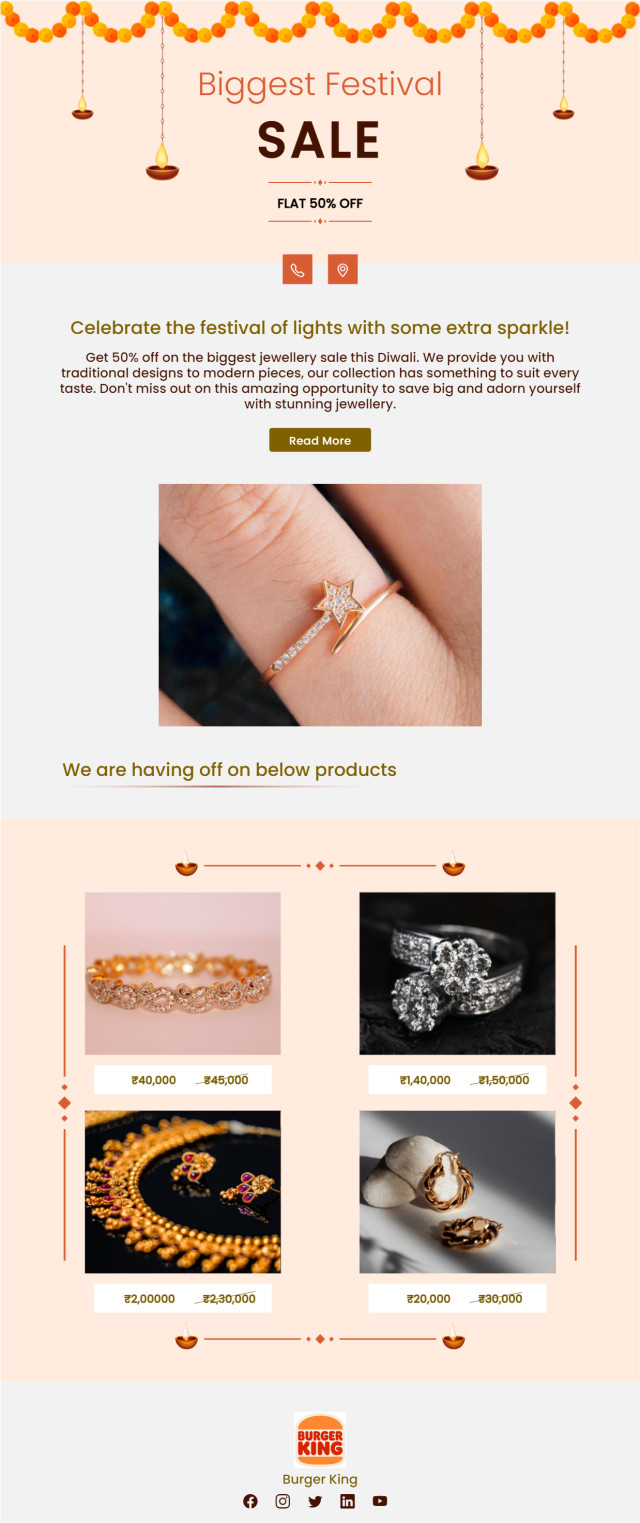 Biggest Festival
SALE
FLAT 50% OFF
Celebrate the festival of lights with some extra sparkle!
Get 50% off on the biggest jewellery sale this Diwali. We provide you with
traditional designs to modern pieces, our collection has something to suit every
taste. Don't miss out on this amazing opportunity to save big and adorn yourself
with stunning jewellery.
Read More
We are having off on below products
₹40,000 ₹45,000
₹1,40,000 ₹1,50,000
₹2,00000 ₹2,30,000
₹20,000 ₹30,000
BURGER
KING
Burger King